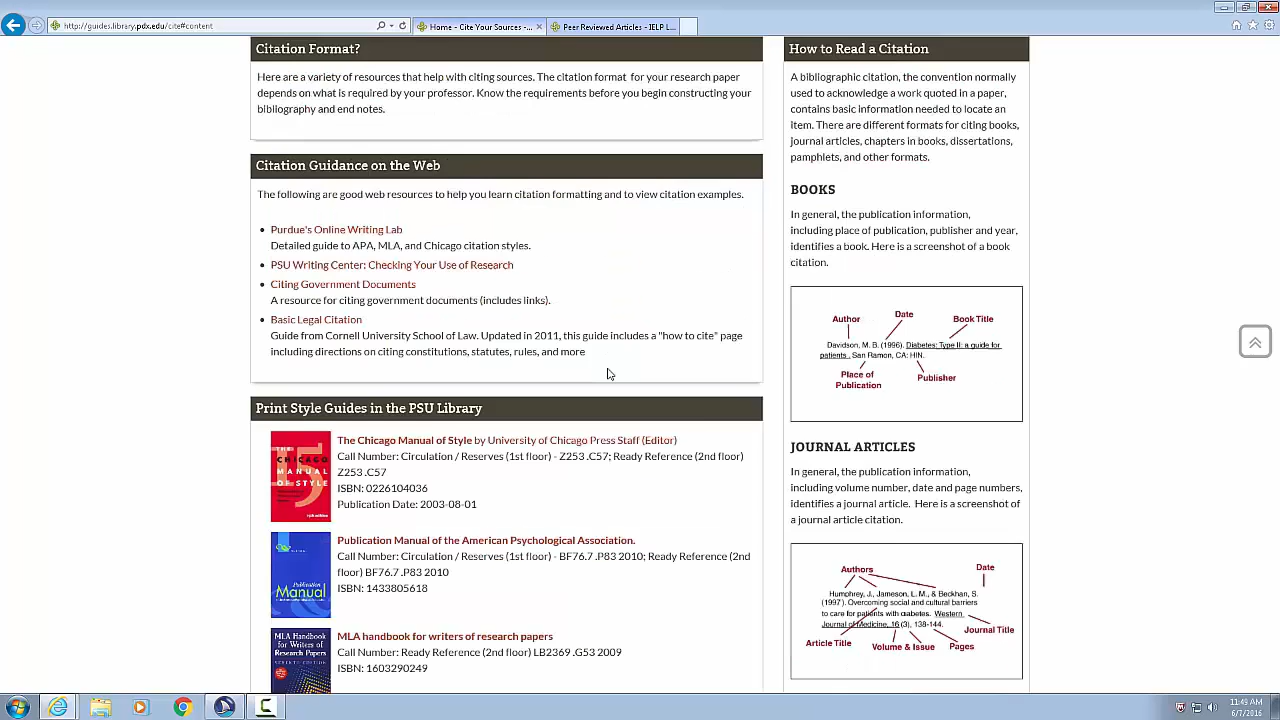 http://guides.library.pdx.edu/cite#content
Home - Cite Your Sources -...
Peer Reviewed Articles - IELP L...
Citation Format?
Here are a variety of resources that help with citing sources. The citation format for your research paper
depends on what is required by your professor. Know the requirements before you begin constructing your
bibliography and end notes.
Citation Guidance on the Web
The following are good web resources to help you learn citation formatting and to view citation examples.
Purdue's Online Writing Lab
Detailed guide to APA, MLA, and Chicago citation styles.
PSU Writing Center: Checking Your Use of Research
Citing Government Documents
A resource for citing government documents (includes links).
Basic Legal Citation
Guide from Cornell University School of Law. Updated in 2011, this guide includes a "how to cite" page
including directions on citing constitutions, statutes, rules, and more
Print Style Guides in the PSU Library
THE
CHICAGO
MANUAL
OF STYLE
15
The Chicago Manual of Style by University of Chicago Press Staff (Editor)
Call Number: Circulation / Reserves (1st floor) - Z253 .C57; Ready Reference (2nd floor)
Z253 .C57
ISBN: 0226104036
Publication Date: 2003-08-01
Publication
Manual
Publication Manual of the American Psychological Association.
Call Number: Circulation / Reserves (1st floor) - BF76.7 .P83 2010; Ready Reference (2nd
floor) BF76.7 .P83 2010
ISBN: 1433805618
MLA Handbook
for Writers of
Research Papers
SEVENTH EDITION
MLA handbook for writers of research papers
Call Number: Ready Reference (2nd floor) LB2369 .G53 2009
ISBN: 1603290249
How to Read a Citation
A bibliographic citation, the convention normally
used to acknowledge a work quoted in a paper,
contains basic information needed to locate an
item. There are different formats for citing books,
journal articles, chapters in books, dissertations,
pamphlets, and other formats.
BOOKS
In general, the publication information,
including place of publication, publisher and year,
identifies a book. Here is a screenshot of a book
citation.
Author
Date
Book Title
Davidson, M. B. (1996). Diabetes: Type II: a guide for
patients . San Ramon, CA: HIN.
Place of
Publication
Publisher
JOURNAL ARTICLES
In general, the publication information,
including volume number, date and page numbers,
identifies a journal article. Here is a screenshot of
a journal article citation.
Authors
Date
Humphrey, J., Jameson, L. M., & Beckhan, S.
(1997). Overcoming social and cultural barriers
to care for patients with diabetes. Western
Journal of Medicine, 16 (3), 138-144.
Article Title
Volume & Issue
Pages
Journal Title
11:43 AM
6/7/2016